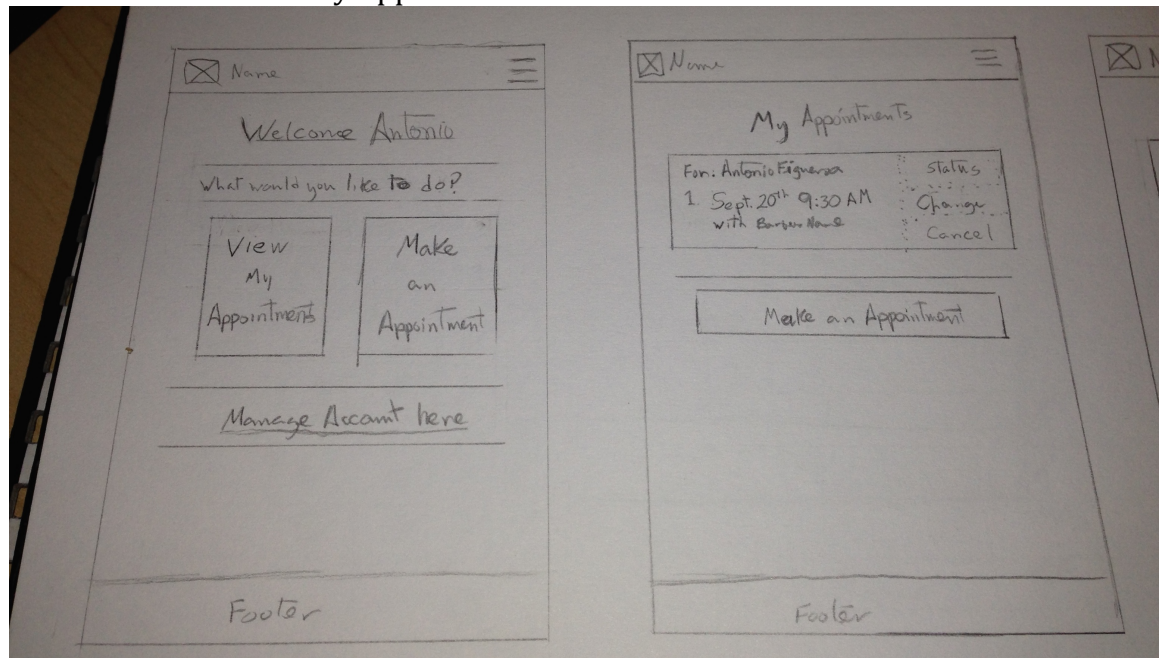 Name
Welcome Antonio
What would you like to do?
View
My
Appointments
Make
an
Appointment
Manage Account here
Footer
Name
My Appointments
For: Antonio Figueroa
1. Sept. 20th 9:30 AM
with Barber Name
Status
Change
Cancel
Make an Appointment
Footer